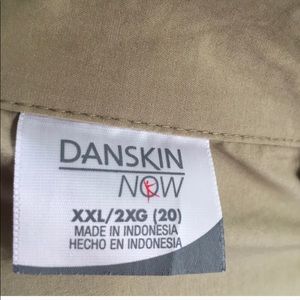 DANSKIN
NOW
XXL/2XG (20)
MADE IN INDONESIA
HECHO EN INDONESIA